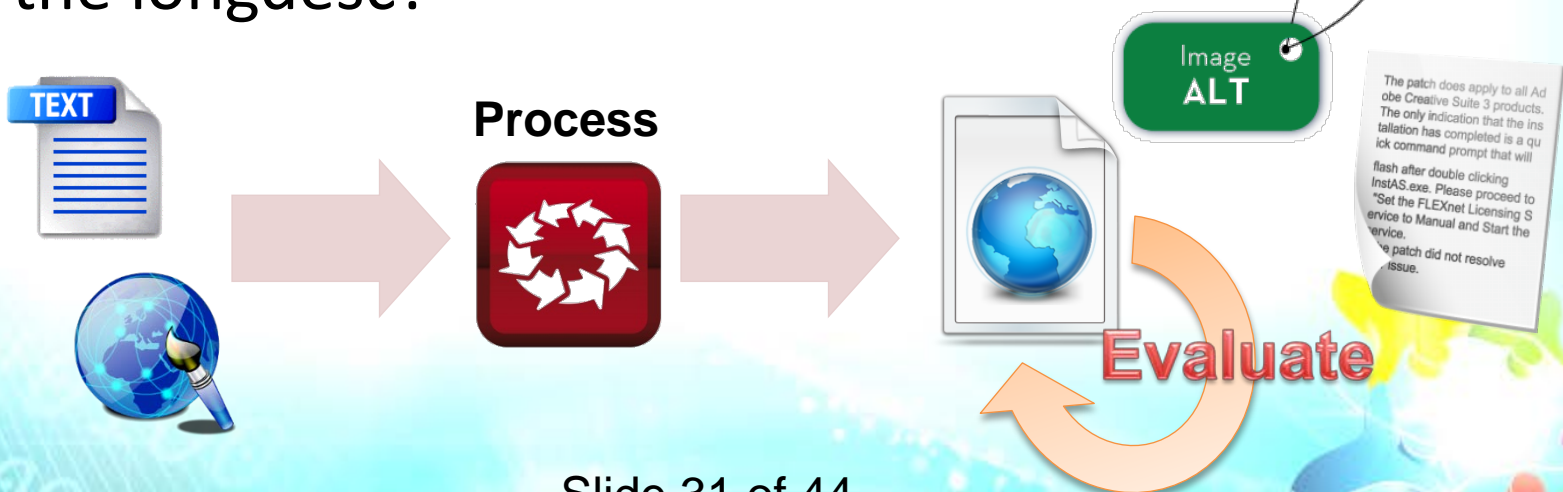 the longuese?
TEXT
Process
Image
ALT
The patch does apply to all Ad
obe Creative Suite 3 products.
The only indication that the ins
tallation has completed is a qu
ick command prompt that will
flash after double clicking
InstAS.exe. Please proceed to
"Set the FLEXnet Licensing S
ervice to Manual and Start the
ervice.
e patch did not resolve
issue.
Evaluate
Slide 31 of 44